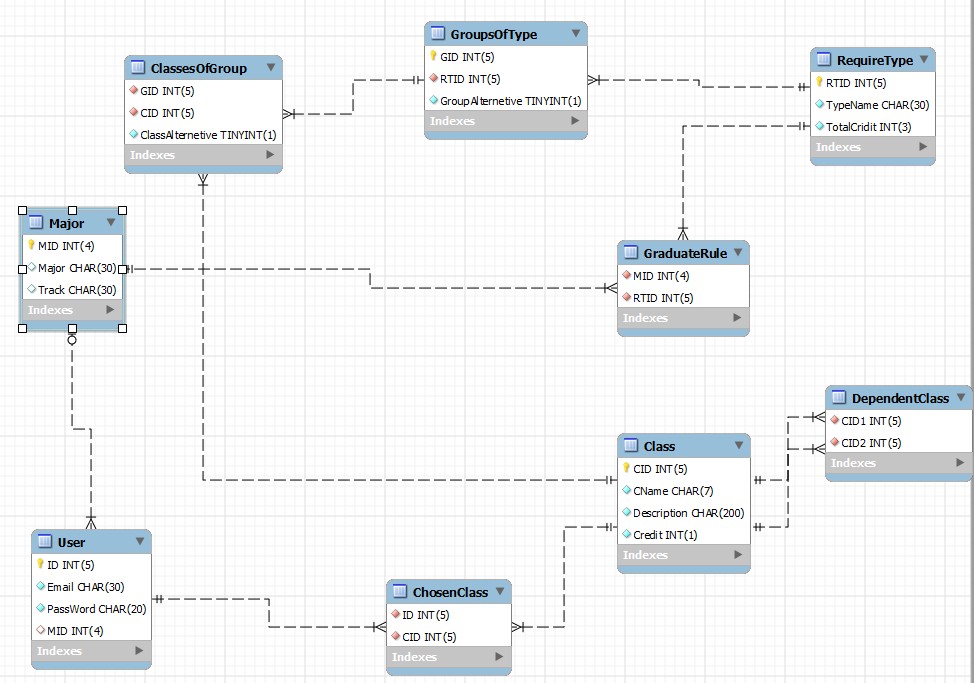 GroupsOfType
GID INT(5)
RTID INT(5)
GroupAlternetive TINYINT(1)
Indexes
RequireType
RTID INT(5)
TypeName CHAR(30)
TotalCridit INT(3)
Indexes
ClassesOfGroup
GID INT(5)
CID INT(5)
ClassAlternetive TINYINT(1)
Indexes
Major
MID INT(4)
Major CHAR(30)
Track CHAR(30)
Indexes
GraduateRule
MID INT(4)
RTID INT(5)
Indexes
DependentClass
CID1 INT(5)
CID2 INT(5)
Indexes
Class
CID INT(5)
CName CHAR(7)
Description CHAR(200)
Credit INT(1)
Indexes
User
ID INT(5)
Email CHAR(30)
PassWord CHAR(20)
MID INT(4)
Indexes
ChosenClass
ID INT(5)
CID INT(5)
Indexes